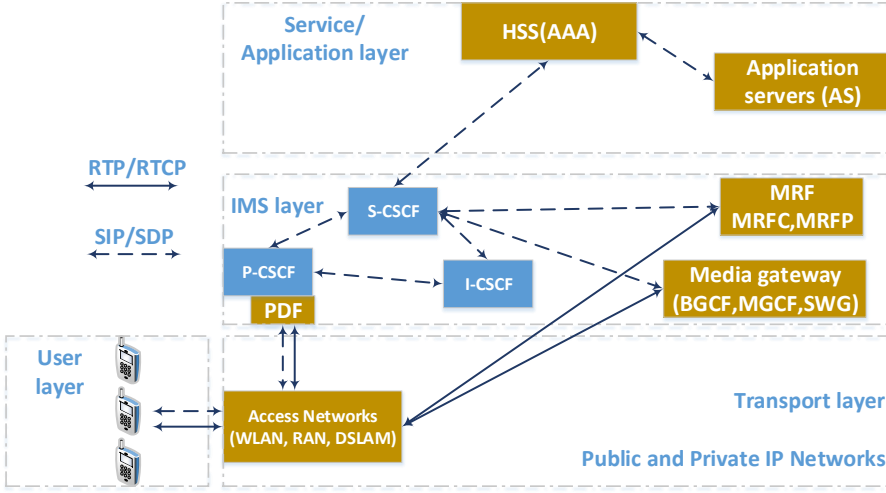 Service/
Application layer
HSS(AAA)
Application
servers (AS)
RTP/RTCP
SIP/SDP
IMS layer
S-CSCF
MRF
MRFC,MRFP
P-CSCF
I-CSCF
Media gateway
(BGCF,MGCF,SWG)
PDF
User
layer
Access Networks
(WLAN, RAN, DSLAM)
Transport layer
Public and Private IP Networks